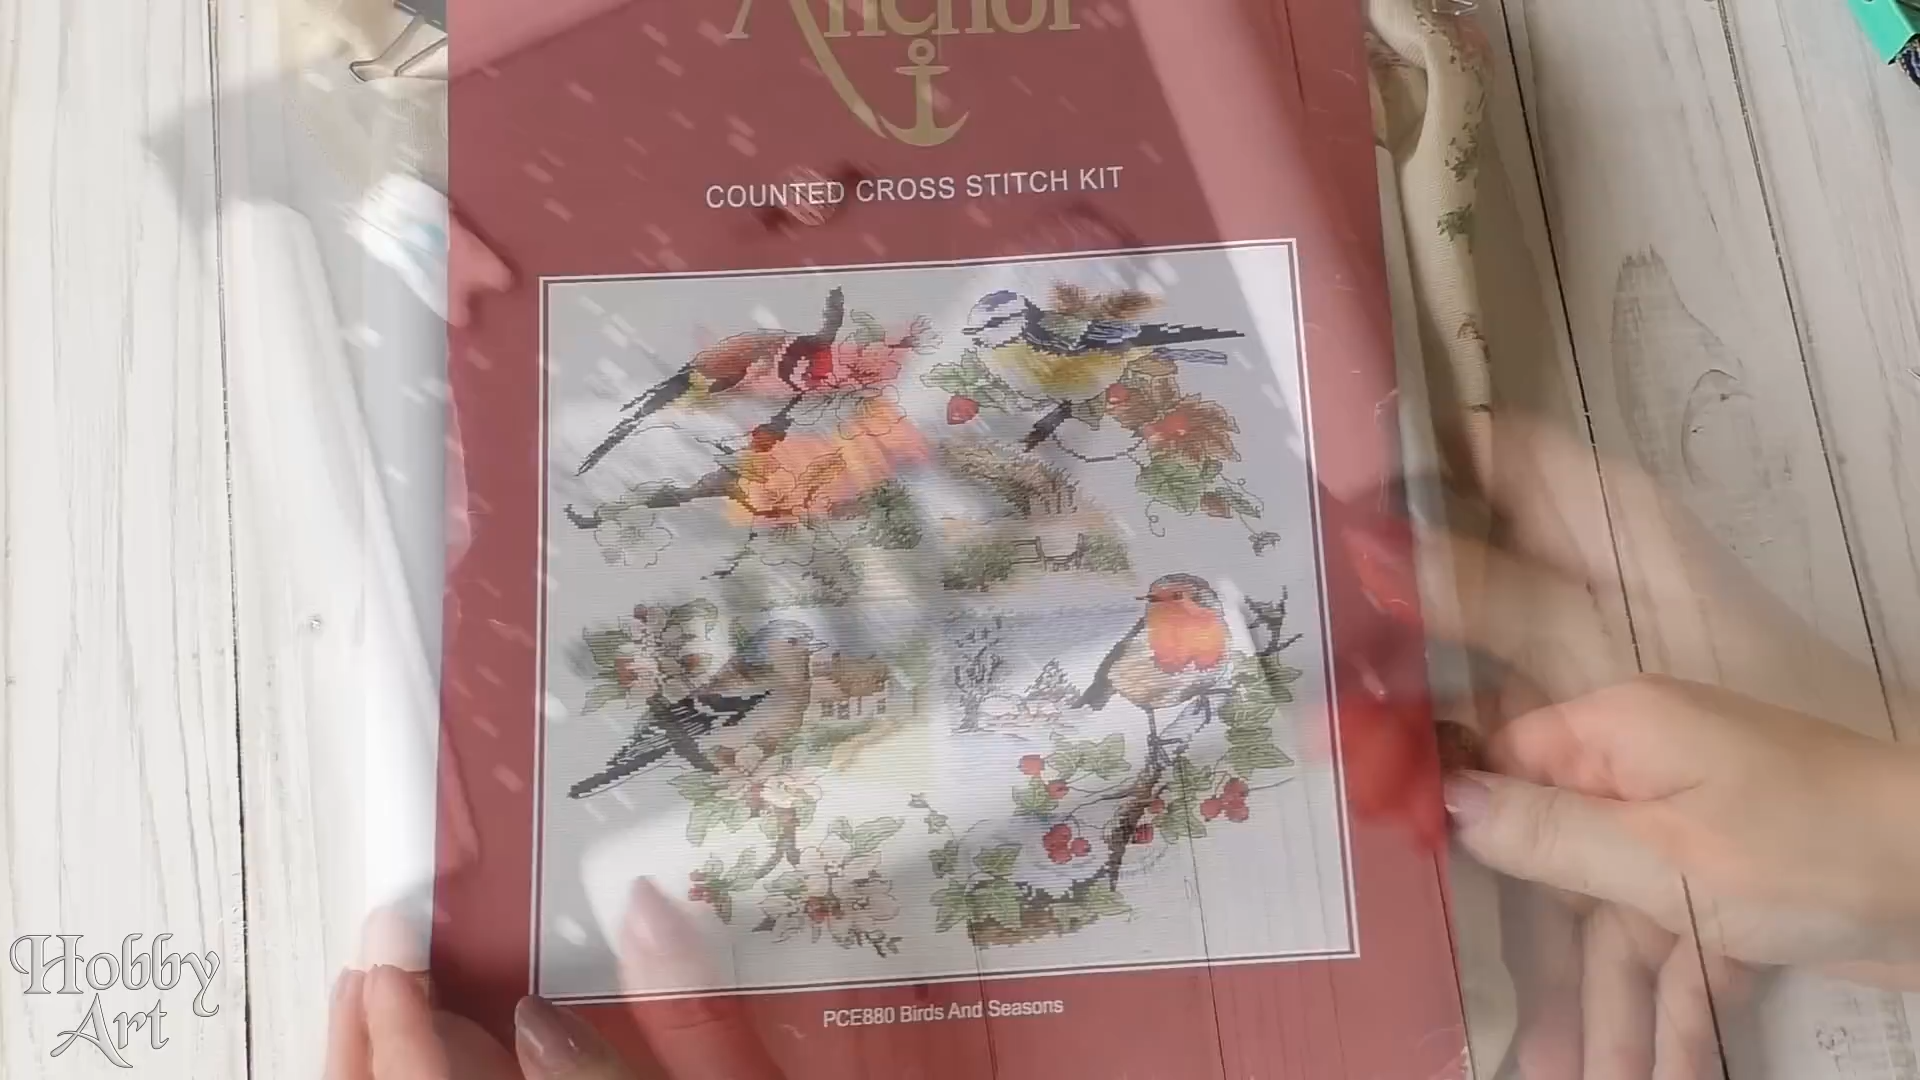 Anchor
COUNTED CROSS STITCH KIT
PCE880 Birds And Seasons
Hobby
Art